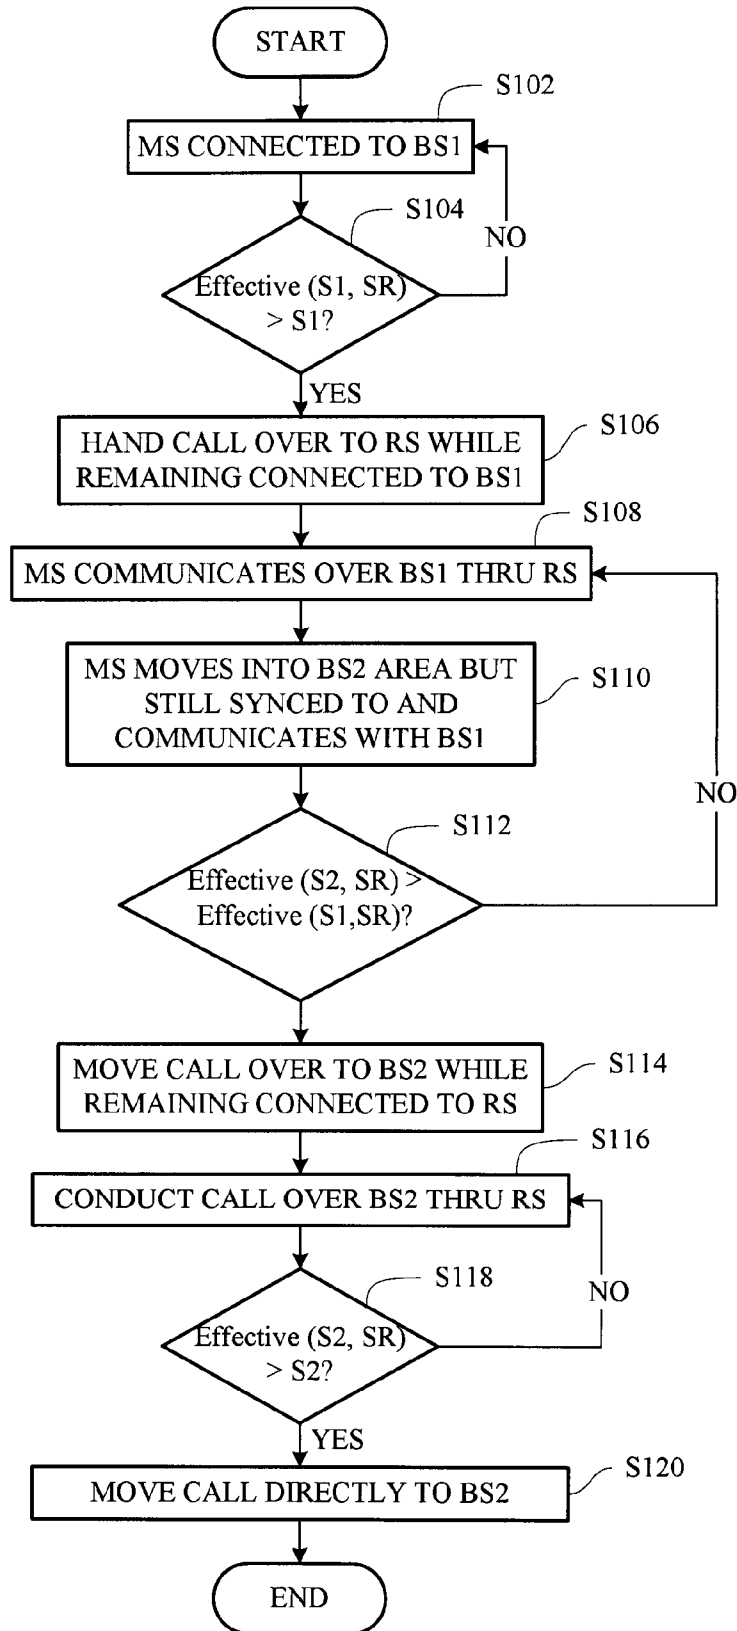 START
S102
MS CONNECTED TO BS1
S104
NO
Effective (S1, SR)
> S1?
YES
S106
HAND CALL OVER TO RS WHILE
REMAINING CONNECTED TO BS1
S108
MS COMMUNICATES OVER BS1 THRU RS
MS MOVES INTO BS2 AREA BUT
STILL SYNCED TO AND
COMMUNICATES WITH BS1
S110
NO
S112
Effective (S2, SR) >
Effective (S1,SR)?
MOVE CALL OVER TO BS2 WHILE
REMAINING CONNECTED TO RS
S114
S116
CONDUCT CALL OVER BS2 THRU RS
S118
NO
Effective (S2, SR)
> S2?
YES
S120
MOVE CALL DIRECTLY TO BS2
END